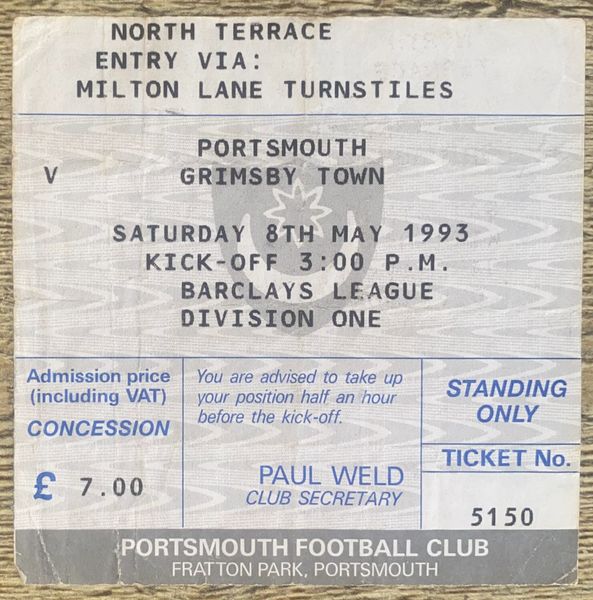 NORTH TERRACE
ENTRY VIA:
MILTON LANE TURNSTILES
PORTSMOUTH
V GRIMSBY TOWN
SATURDAY 8TH MAY 1993
KICK-OFF 3:00 P.M.
BARCLAYS LEAGUE
DIVISION ONE
Admission price
(including VAT)
CONCESSION
£ 7.00
You are advised to take up
your position half an hour
before the kick-off.
PAUL WELD
CLUB SECRETARY
STANDING
ONLY
TICKET No.
5150
PORTSMOUTH FOOTBALL CLUB
FRATTON PARK, PORTSMOUTH